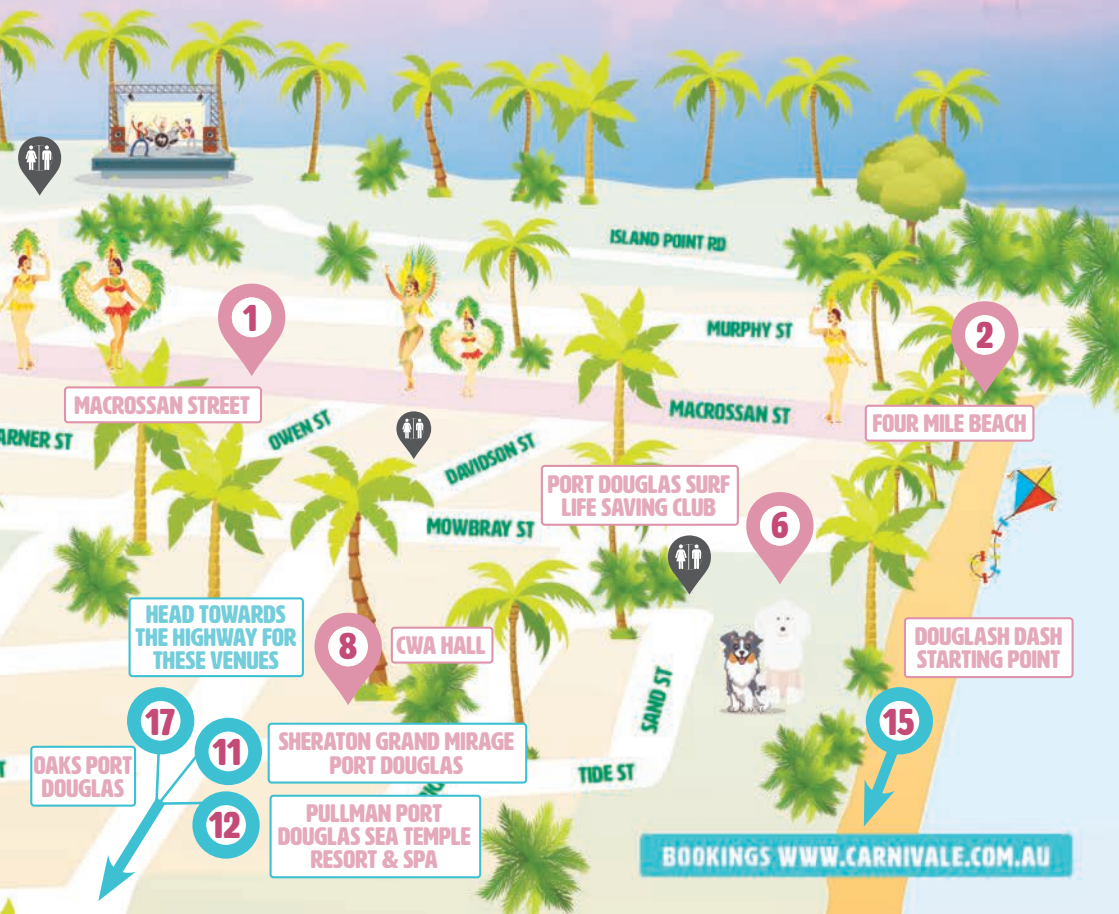 ISLAND POINT RD
1
MURPHY ST
2
MACROSSAN STREET
MACROSSAN ST
FOUR MILE BEACH
OWEN ST
DAVIDSON ST
PORT DOUGLAS SURF
LIFE SAVING CLUB
MOWBRAY ST
6
HEAD TOWARDS
THE HIGHWAY FOR
THESE VENUES
8
CWA HALL
DOUGLASH DASH
STARTING POINT
SAND ST
17
15
11
SHERATON GRAND MIRAGE
PORT DOUGLAS
OAKS PORT
DOUGLAS
TIDE ST
12
PULLMAN PORT
DOUGLAS SEA TEMPLE
RESORT & SPA
BOOKINGS WWW.CARNIVALE.COM.AU